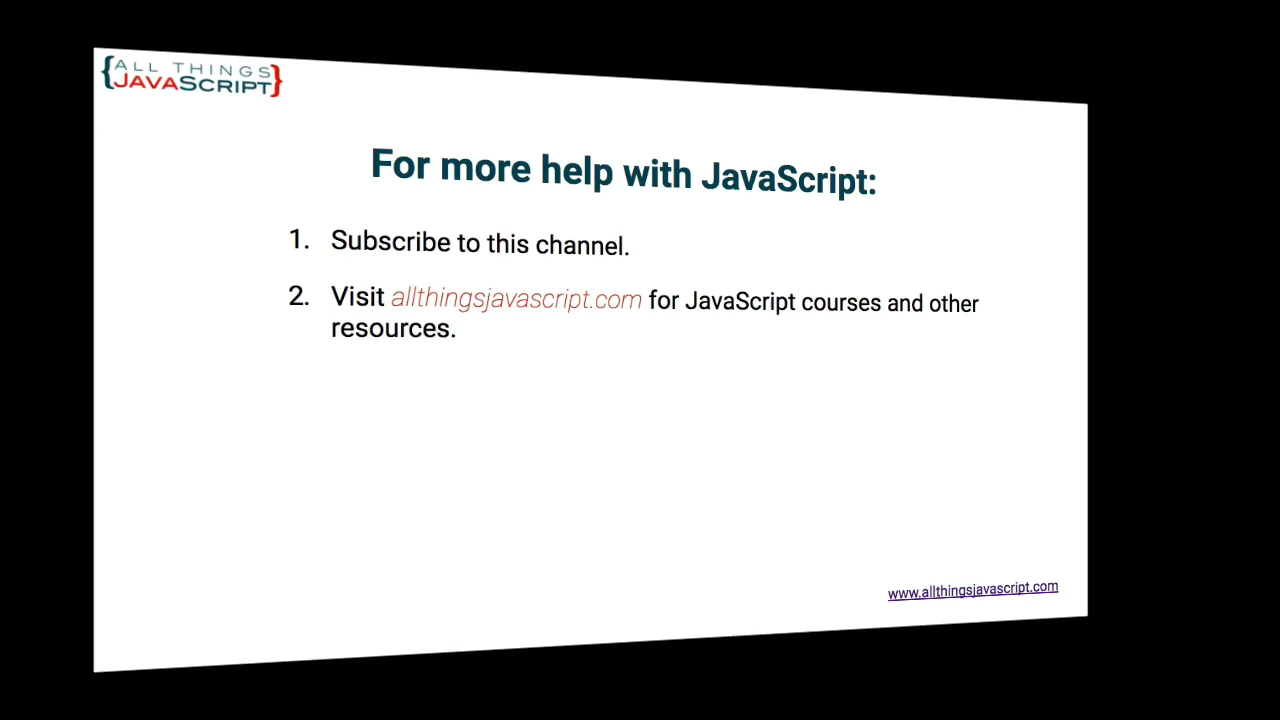 {ALL THINGS
JAVASCRIPT}
For more help with JavaScript:
1. Subscribe to this channel.
2. Visit allthingsjavascript.com for JavaScript courses and other
resources.
www.allthingsjavascript.com